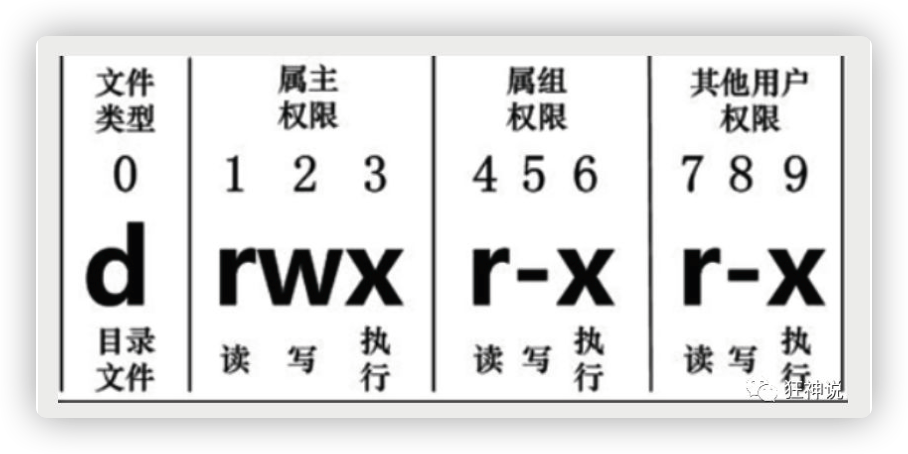 文件 属主 属组 其他用户
类型 权限 权限 权限
0 1 2 3 4 5 6 7 8 9
d rwx r-x r-x
目录 读 写 执 读 写 执 读 写 执
文件 行 行 行
狂神说